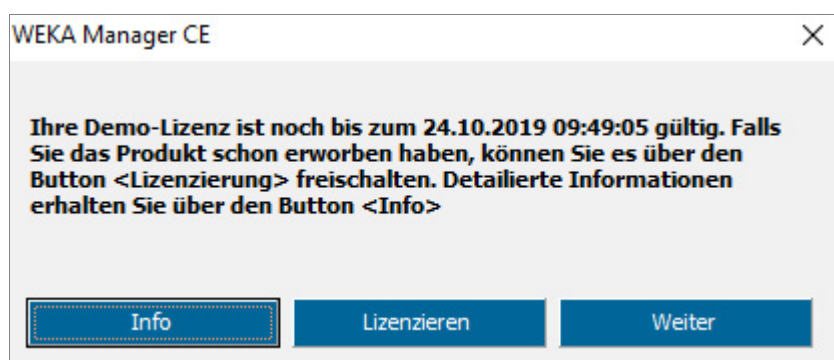 WEKA Manager CE
Ihre Demo-Lizenz ist noch bis zum 24.10.2019 09:49:05 gültig. Falls
Sie das Produkt schon erworben haben, können Sie es über den
Button <Lizenzierung> freischalten. Detailierte Informationen
erhalten Sie über den Button <Info>
Info
Lizenzieren
Weiter